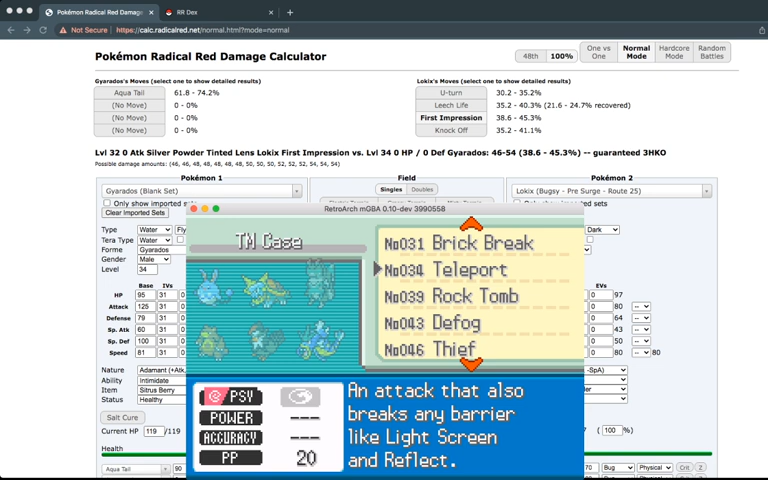 Pokémon Radical Red Damage
RR Dex
Not Secure
https://calc.radicalred.net/normal.html?mode=normal
Pokémon Radical Red Damage Calculator
48th 100%
One vs One
Normal Mode
Hardcore Mode
Random Battles
Gyarados's Moves (select one to show detailed results)
Aqua Tail 61.8 - 74.2%
(No Move) 0 - 0%
(No Move) 0 - 0%
(No Move) 0 - 0%
Lokix's Moves (select one to show detailed results)
U-turn 30.2 - 35.2%
Leech Life 35.2 - 40.3% (21.6 - 24.7% recovered)
First Impression 38.6 - 45.3%
Knock Off 35.2 - 41.1%
Lvl 32 0 Atk Silver Powder Tinted Lens Lokix First Impression vs. Lvl 34 0 HP / 0 Def Gyarados: 46-54 (38.6 - 45.3%) -- guaranteed 3HKO
Possible damage amounts: (46, 46, 48, 48, 48, 48, 48, 50, 50, 50, 52, 52, 52, 54, 54, 54)
Pokémon 1
Gyarados (Blank Set)
Only show imported sets
Clear Imported Sets
Field
Singles Doubles
Pokémon 2
Lokix (Bugsy - Pre Surge - Route 25)
RetroArch mGBA 0.10-dev 3990558
Type Water
Tera Type Water
Forme Gyarados
Gender Male
Level 34
Base IVs
HP 95 31
Attack 125 31
Defense 79 31
Sp. Atk 60 31
Sp. Def 100 31
Speed 81 31
Nature Adamant (+Atk,
Ability Intimidate
Item Sitrus Berry
Status Healthy
Salt Cure
Current HP 119 /119
Health
Aqua Tail 90
TM Case
No031 Brick Break
No034 Teleport
No039 Rock Tomb
No043 Defog
No046 Thief
PSY
POWER ---
ACCURACY ---
PP 20
An attack that also
breaks any barrier
like Light Screen
and Reflect.
Dark
EVs
0 97
0 80 --
0 64 --
0 43 --
0 50 --
0 80 -- 80
-SpA)
( 100 %)
70 Bug Physical Crit Z